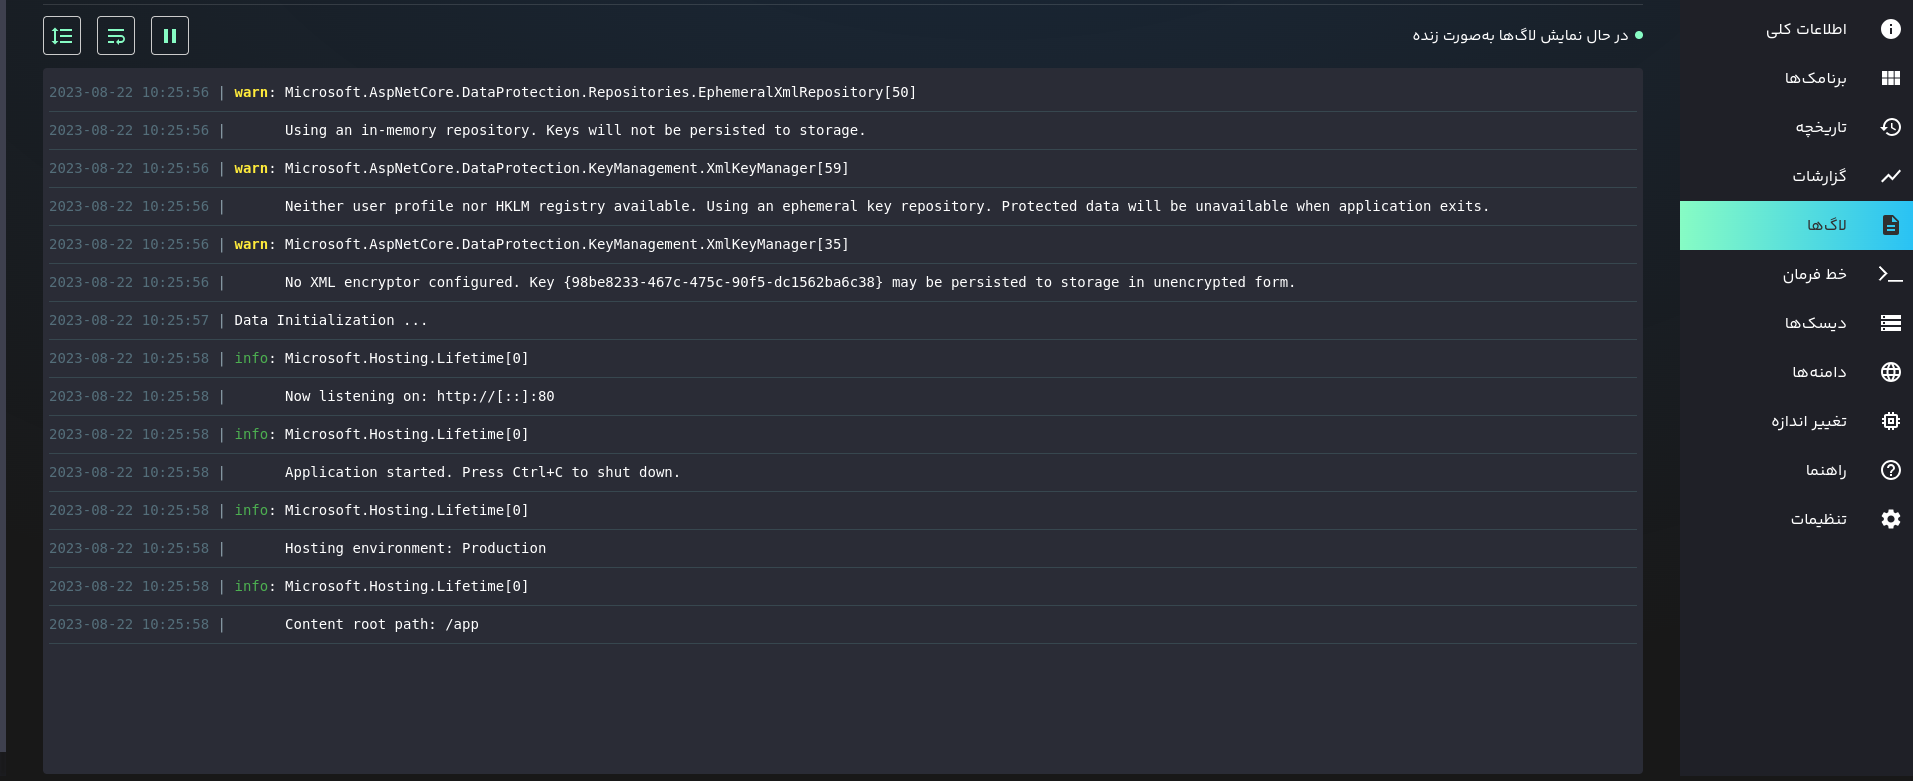 در حال نمایش لاگ‌ها به‌صورت زنده
2023-08-22 10:25:56 | warn: Microsoft.AspNetCore.DataProtection.Repositories.EphemeralXmlRepository[50]
2023-08-22 10:25:56 |       Using an in-memory repository. Keys will not be persisted to storage.
2023-08-22 10:25:56 | warn: Microsoft.AspNetCore.DataProtection.KeyManagement.XmlKeyManager[59]
2023-08-22 10:25:56 |       Neither user profile nor HKLM registry available. Using an ephemeral key repository. Protected data will be unavailable when application exits.
2023-08-22 10:25:56 | warn: Microsoft.AspNetCore.DataProtection.KeyManagement.XmlKeyManager[35]
2023-08-22 10:25:56 |       No XML encryptor configured. Key {98be8233-467c-475c-90f5-dc1562ba6c38} may be persisted to storage in unencrypted form.
2023-08-22 10:25:57 | Data Initialization ...
2023-08-22 10:25:58 | info: Microsoft.Hosting.Lifetime[0]
2023-08-22 10:25:58 |       Now listening on: http://[::]:80
2023-08-22 10:25:58 | info: Microsoft.Hosting.Lifetime[0]
2023-08-22 10:25:58 |       Application started. Press Ctrl+C to shut down.
2023-08-22 10:25:58 | info: Microsoft.Hosting.Lifetime[0]
2023-08-22 10:25:58 |       Hosting environment: Production
2023-08-22 10:25:58 | info: Microsoft.Hosting.Lifetime[0]
2023-08-22 10:25:58 |       Content root path: /app
اطلاعات کلی
برنامک‌ها
تاریخچه
گزارشات
لاگ‌ها
خط فرمان
دیسک‌ها
دامنه‌ها
تغییر اندازه
راهنما
تنظیمات